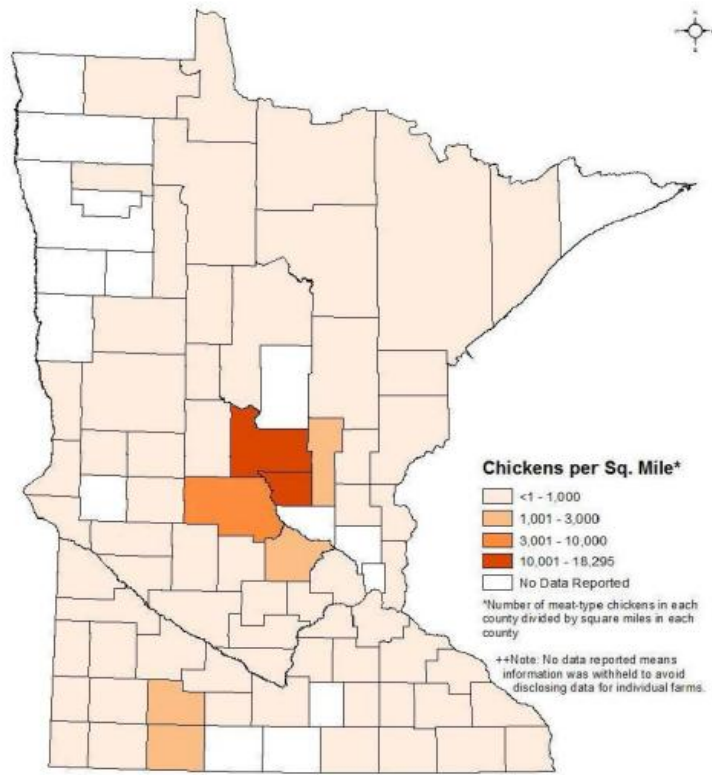 Chickens per Sq. Mile*
<1 - 1,000
1,001 - 3,000
3,001 - 10,000
10,001 - 18,295
No Data Reported
*Number of meat-type chickens in each
county divided by square miles in each
county
++Note: No data reported means
information was withheld to avoid
disclosing data for individual farms.